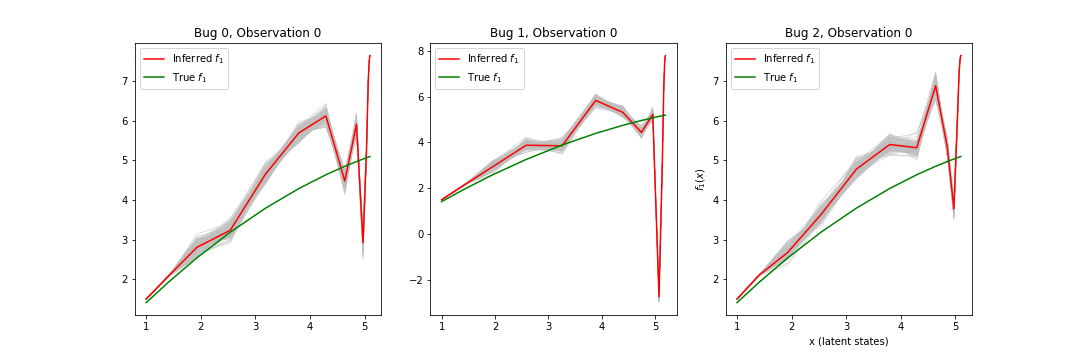 Bug 0, Observation 0
Inferred f₁
True f₁
7
6
5
4
3
2
1 2 3 4 5
Bug 1, Observation 0
Inferred f₁
True f₁
8
6
4
2
0
−2
1 2 3 4 5
Bug 2, Observation 0
Inferred f₁
True f₁
f₁(x)
7
6
5
4
3
2
1 2 3 4 5
x (latent states)